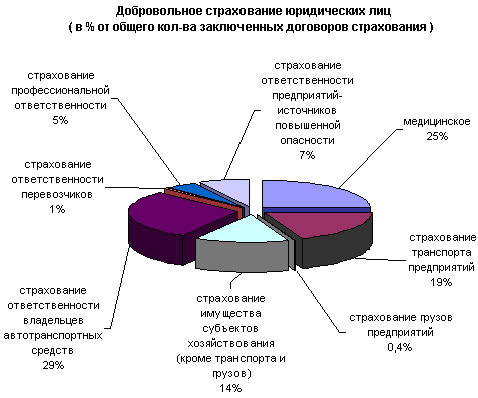 Добровольное страхование юридических лиц
( в % от общего кол-ва заключенных договоров страхования )
страхование
профессиональной
ответственности
5%
страхование
ответственности
предприятий-
источников
повышенной
опасности
7%
медицинское
25%
страхование
ответственности
перевозчиков
1%
страхование
транспорта
предприятий
19%
страхование
ответственности
владельцев
автотранспортных
средств
29%
страхование
имущества
субъектов
хозяйствования
(кроме транспорта и
грузов)
14%
страхование грузов
предприятий
0,4%